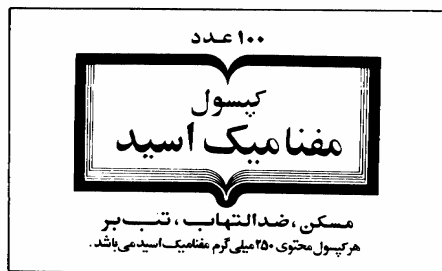 ۱۰۰ عدد
کپسول
مفنامیک اسید
مسکن ، ضدالتهاب ، تب بر
هر کپسول محتوی ۲۵۰ میلی گرم مفنامیک اسید می باشد .